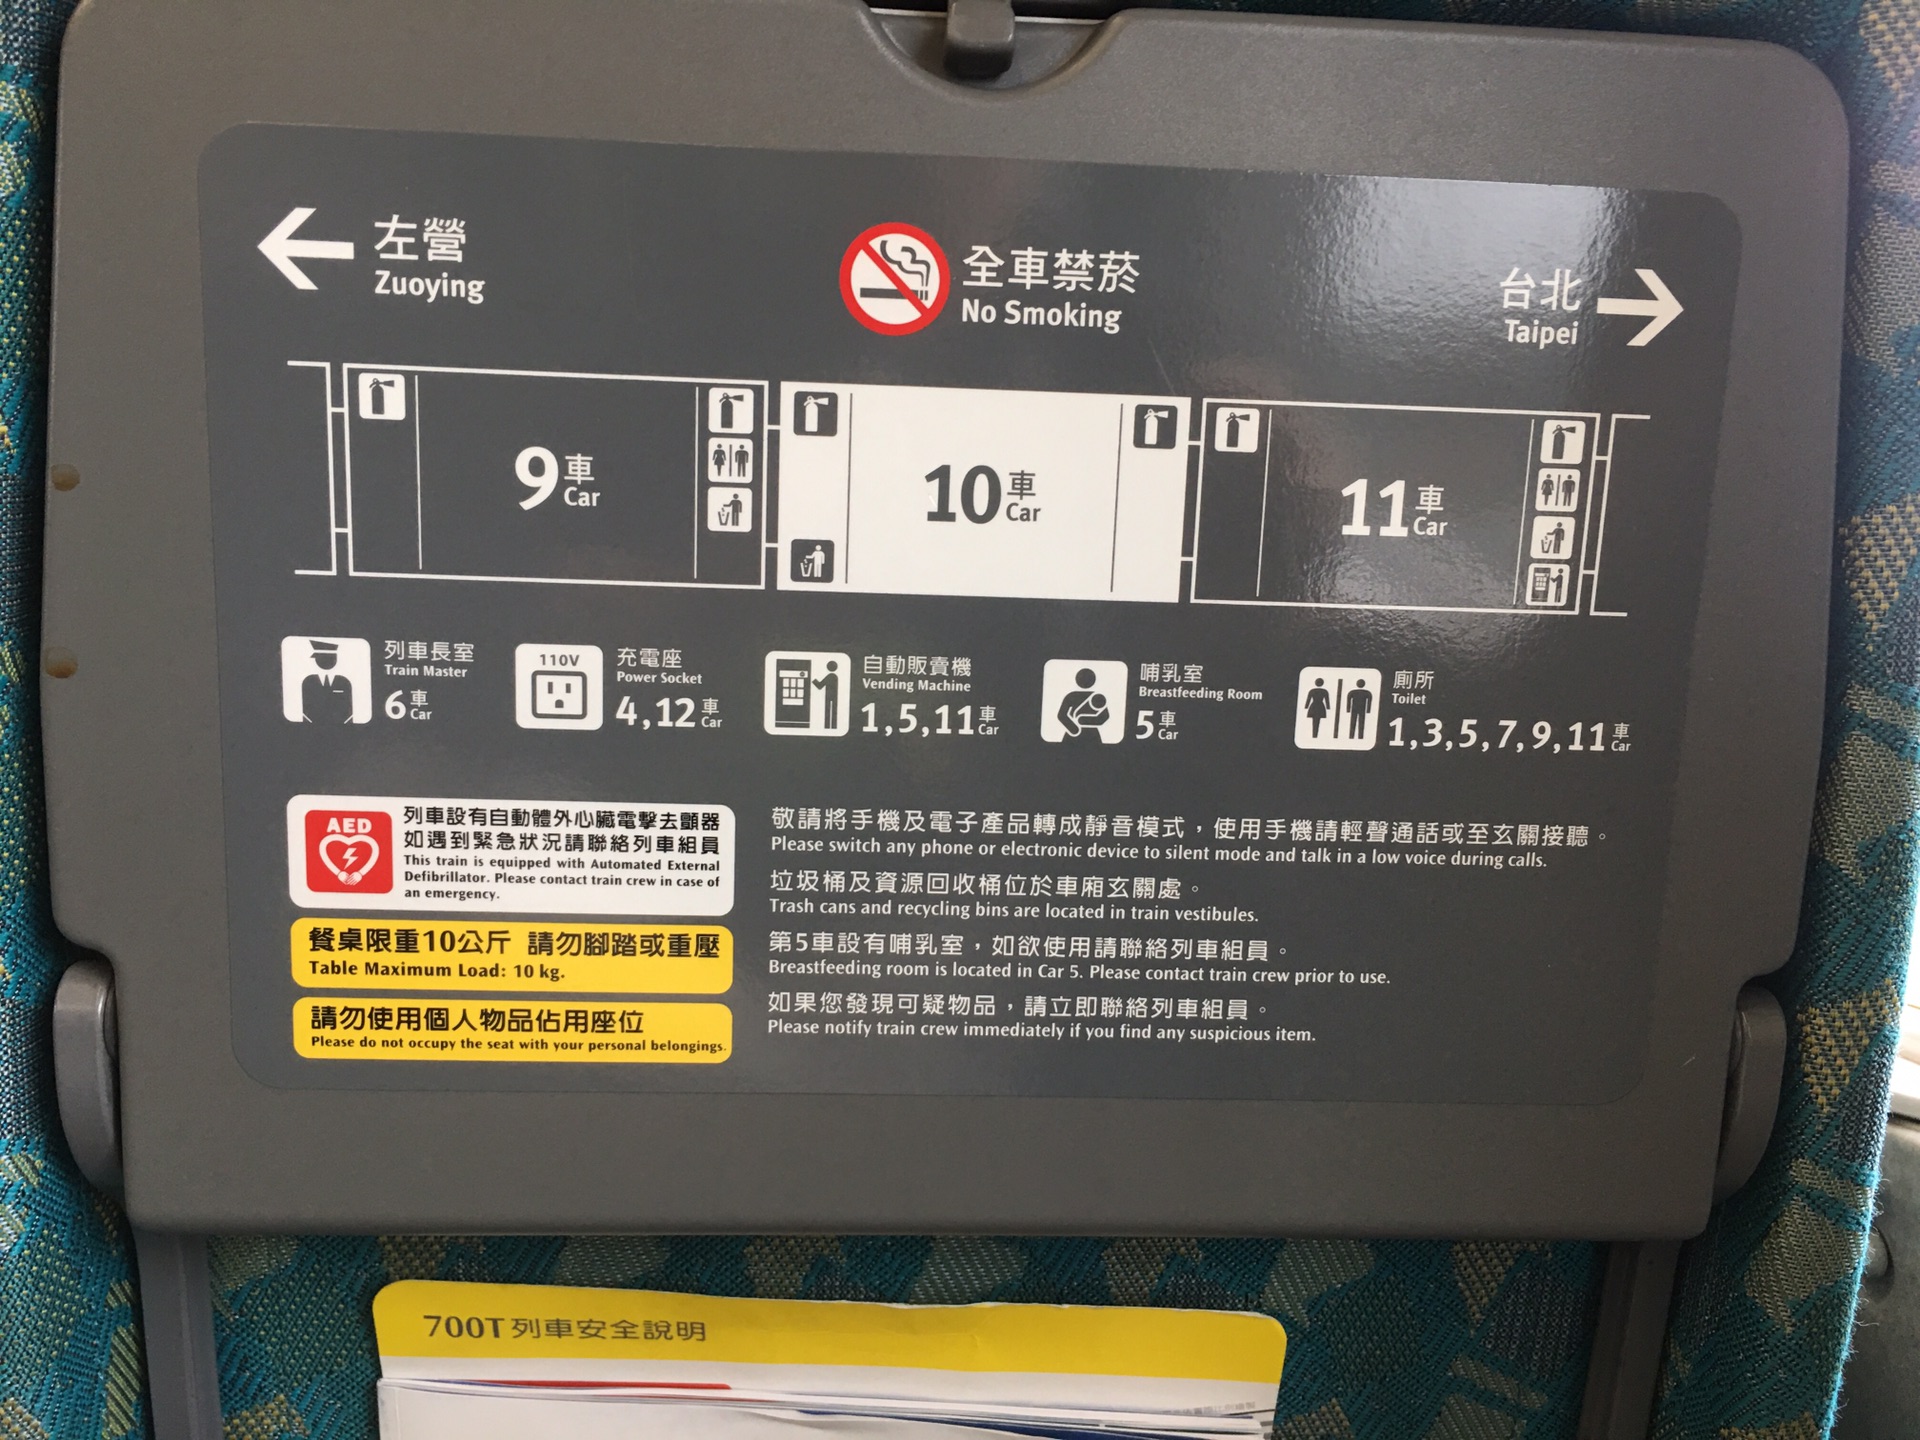 左營
Zuoying
全車禁菸
No Smoking
台北
Taipei
9車
Car
10車
Car
11車
Car
列車長室
Train Master
6車
Car
110V
充電座
Power Socket
4,12車
Car
自動販賣機
Vending Machine
1,5,11車
Car
哺乳室
Breastfeeding Room
5車
Car
廁所
Toilet
1,3,5,7,9,11車
Car
AED
列車設有自動體外心臟電擊去顫器
如遇到緊急狀況請聯絡列車組員
This train is equipped with Automated External
Defibrillator. Please contact train crew in case of
an emergency.
餐桌限重10公斤 請勿腳踏或重壓
Table Maximum Load: 10 kg.
請勿使用個人物品佔用座位
Please do not occupy the seat with your personal belongings.
敬請將手機及電子產品轉成靜音模式，使用手機請輕聲通話或至玄關接聽。
Please switch any phone or electronic device to silent mode and talk in a low voice during calls.
垃圾桶及資源回收桶位於車廂玄關處。
Trash cans and recycling bins are located in train vestibules.
第5車設有哺乳室，如欲使用請聯絡列車組員。
Breastfeeding room is located in Car 5. Please contact train crew prior to use.
如果您發現可疑物品，請立即聯絡列車組員。
Please notify train crew immediately if you find any suspicious item.
700T列車安全說明